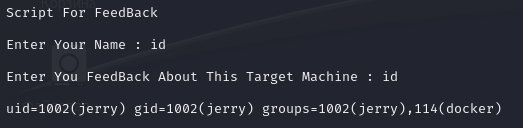 Script For FeedBack
Enter Your Name : id
Enter You FeedBack About This Target Machine : id
uid=1002(jerry) gid=1002(jerry) groups=1002(jerry),114(docker)